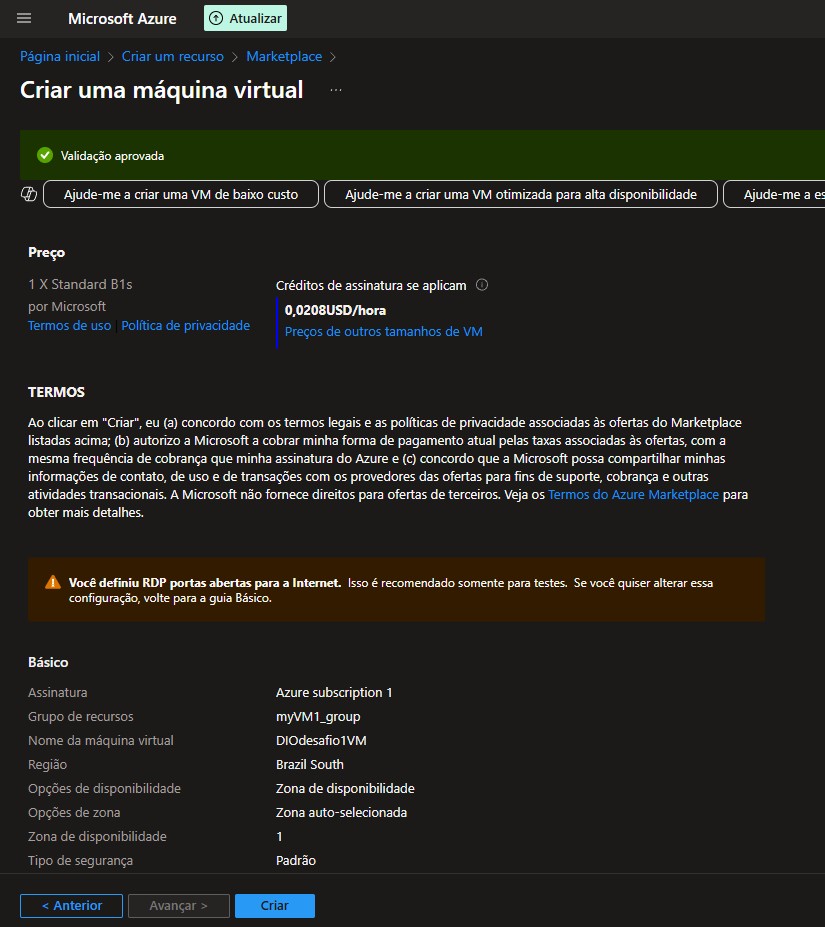 Microsoft Azure
Atualizar
Página inicial > Criar um recurso > Marketplace >
Criar uma máquina virtual ...
Validação aprovada
Ajude-me a criar uma VM de baixo custo
Ajude-me a criar uma VM otimizada para alta disponibilidade
Ajude-me a es
Preço
1 X Standard B1s
por Microsoft
Termos de uso | Política de privacidade
Créditos de assinatura se aplicam
0,0208USD/hora
Preços de outros tamanhos de VM
TERMOS
Ao clicar em "Criar", eu (a) concordo com os termos legais e as políticas de privacidade associadas às ofertas do Marketplace
listadas acima; (b) autorizo a Microsoft a cobrar minha forma de pagamento atual pelas taxas associadas às ofertas, com a
mesma frequência de cobrança que minha assinatura do Azure e (c) concordo que a Microsoft possa compartilhar minhas
informações de contato, de uso e de transações com os provedores das ofertas para fins de suporte, cobrança e outras
atividades transacionais. A Microsoft não fornece direitos para ofertas de terceiros. Veja os Termos do Azure Marketplace para
obter mais detalhes.
Você definiu RDP portas abertas para a Internet. Isso é recomendado somente para testes. Se você quiser alterar essa
configuração, volte para a guia Básico.
Básico
Assinatura Azure subscription 1
Grupo de recursos myVM1_group
Nome da máquina virtual DIOdesafio1VM
Região Brazil South
Opções de disponibilidade Zona de disponibilidade
Opções de zona Zona auto-selecionada
Zona de disponibilidade 1
Tipo de segurança Padrão
< Anterior
Avançar >
Criar